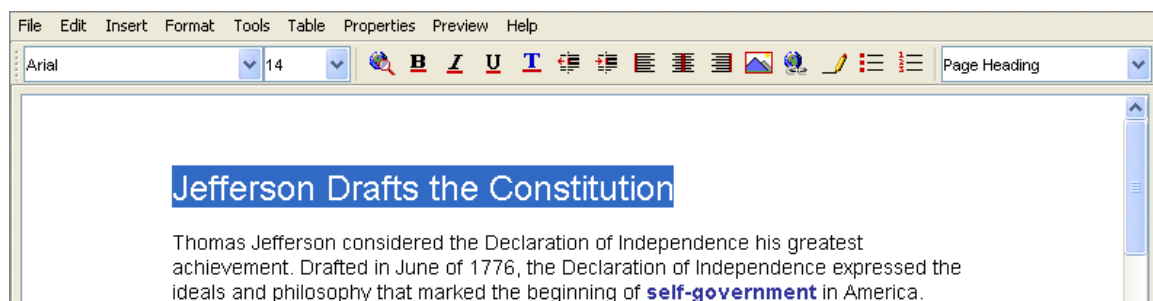 File Edit Insert Format Tools Table Properties Preview Help
Arial 14 B I U T Page Heading
Jefferson Drafts the Constitution
Thomas Jefferson considered the Declaration of Independence his greatest
achievement. Drafted in June of 1776, the Declaration of Independence expressed the
ideals and philosophy that marked the beginning of self-government in America.